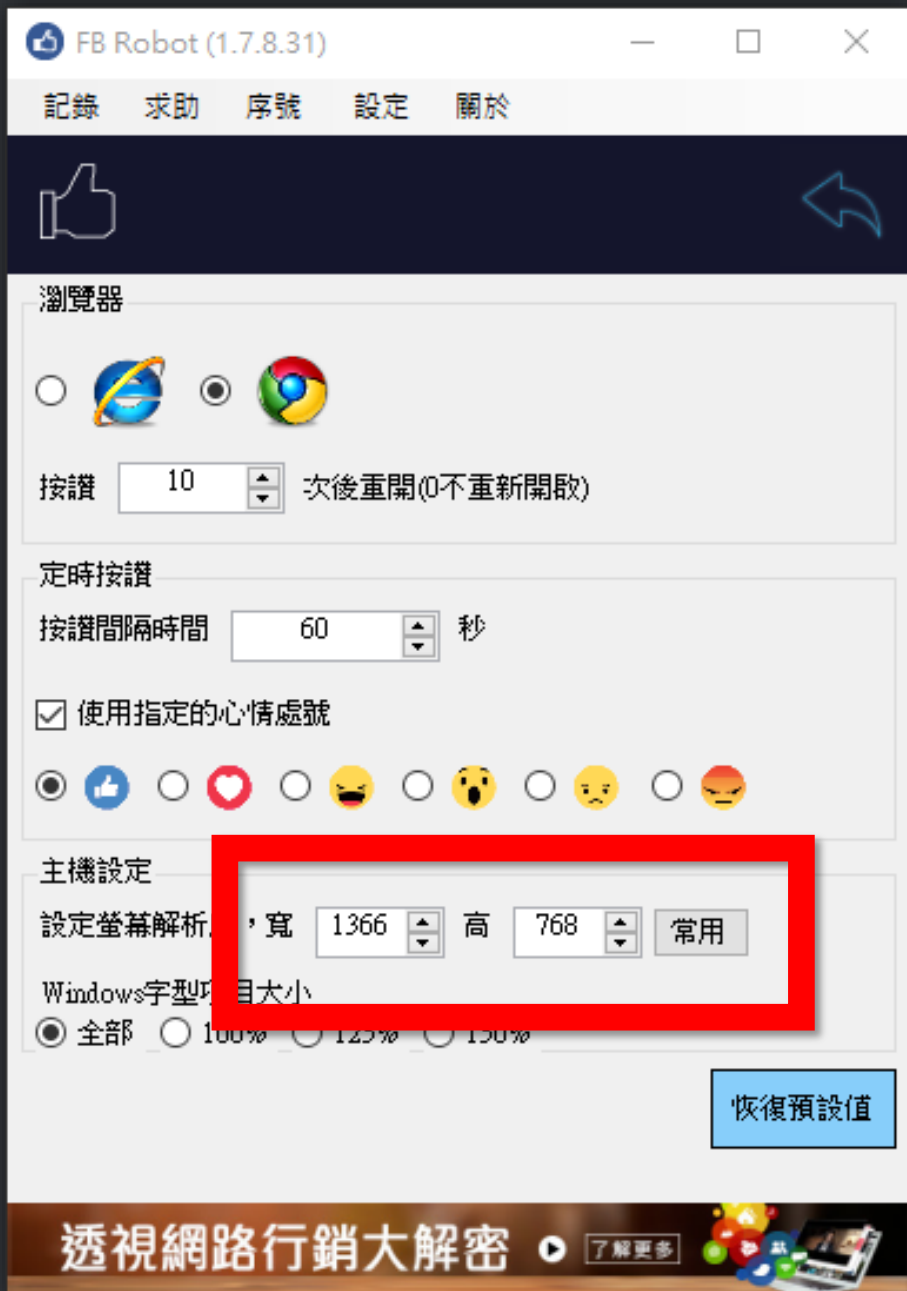 FB Robot (1.7.8.31)
記錄 求助 序號 設定 關於
瀏覽器
按讚 10 次後重開(0不重新開啟)
定時按讚
按讚間隔時間 60 秒
使用指定的心情處號
主機設定
設定螢幕解析 ，寬 1366 高 768 常用
Windows字型項目大小
全部 100% 125% 150%
恢復預設值
透視網路行銷大解密 了解更多